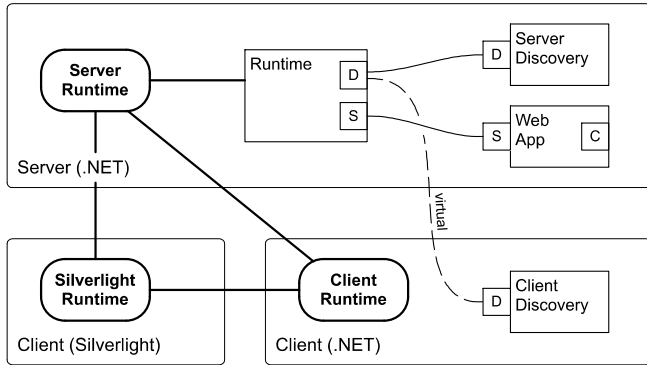 Server
Runtime
Runtime
D
S
D
Server
Discovery
S
Web
App
C
Server (.NET)
virtual
Silverlight
Runtime
Client (Silverlight)
Client
Runtime
Client (.NET)
D
Client
Discovery